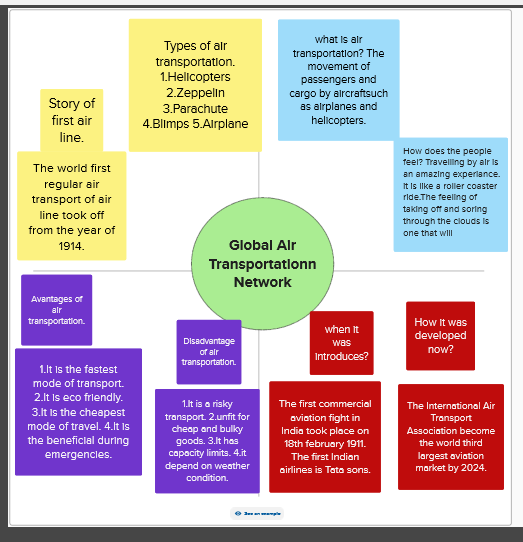 Types of air
transportation.
1.Helicopters
2.Zeppelin
3.Parachute
4.Blimps 5.Airplane
what is air
transportation? The
movement of
passengers and
cargo by aircraftsuch
as airplanes and
helicopters.
Story of
first air
line.
The world first
regular air
transport of air
line took off
from the year of
1914.
How does the people
feel? Travelling by air is
an amazing experiance.
It is like a roller coaster
ride.The feeling of
taking off and soring
through the clouds is
one that will
Global Air
Transportationn
Network
Avantages of
air
transportation.
1.It is the fastest
mode of transport.
2.It is eco friendly.
3.It is the cheapest
mode of travel. 4.It is
the beneficial during
emergencies.
Disadvantage
of air
transportation.
1.It is a risky
transport. 2.unfit for
cheap and bulky
goods. 3.It has
capacity limits. 4.it
depend on weather
condition.
when it
was
introduces?
The first commercial
aviation fight in
India took place on
18th february 1911.
The first Indian
airlines is Tata sons.
How it was
developed
now?
The International Air
Transport
Association become
the world third
largest aviation
market by 2024.
See an example